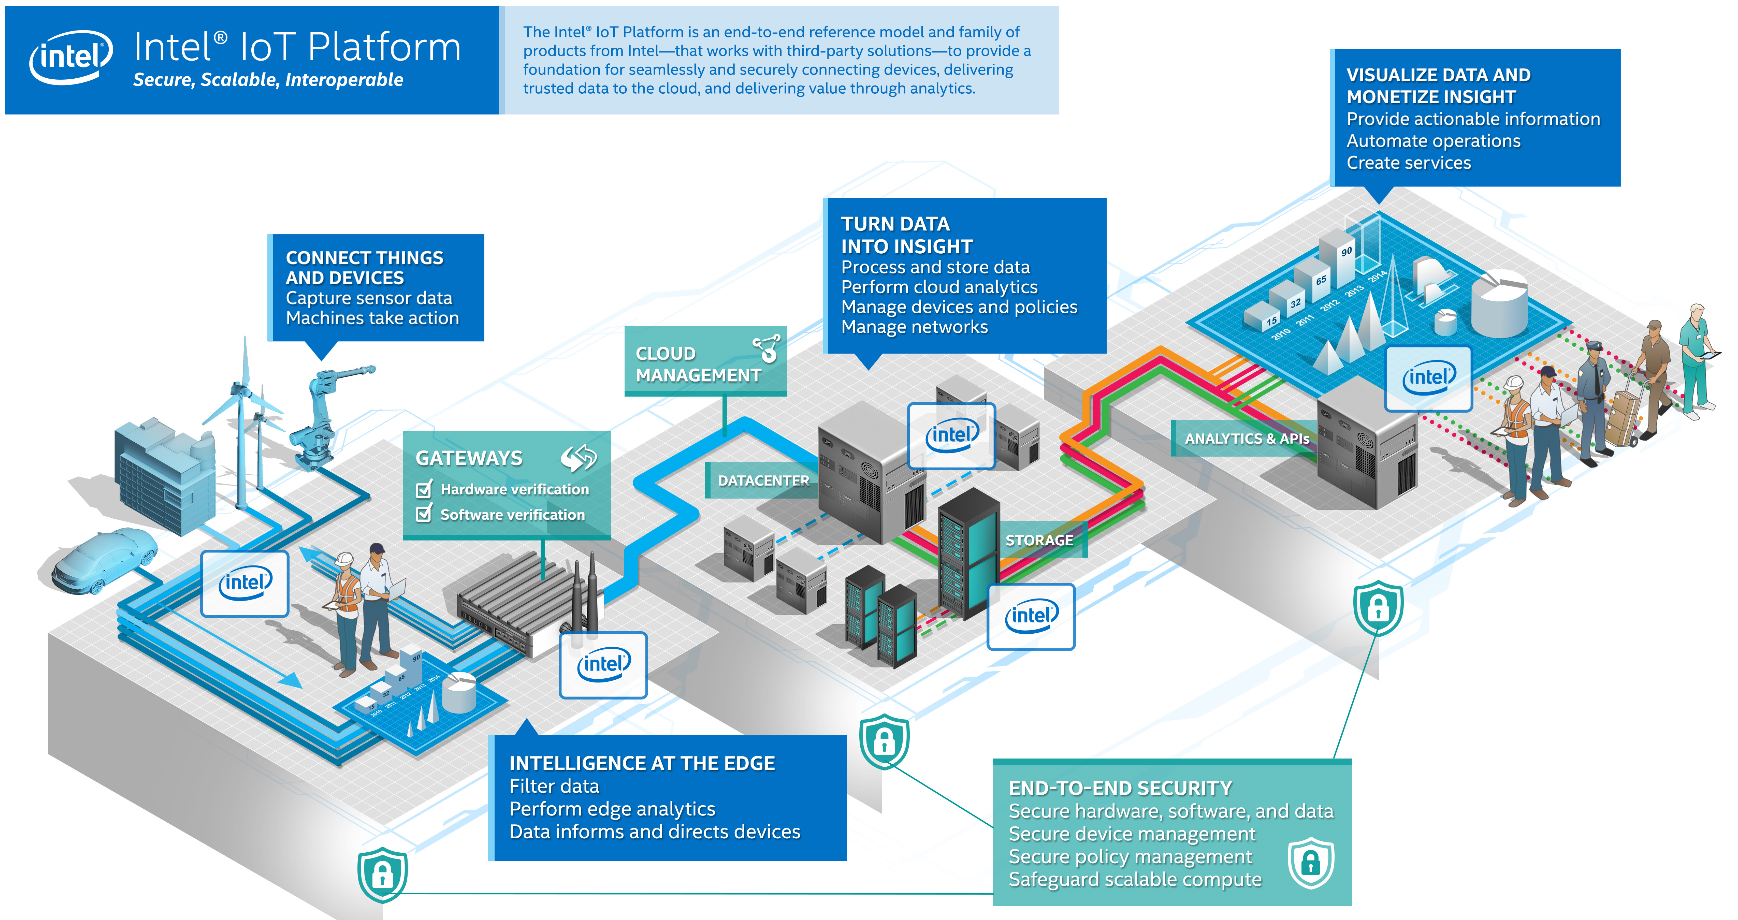 intel®
Intel® IoT Platform
Secure, Scalable, Interoperable
The Intel® IoT Platform is an end-to-end reference model and family of
products from Intel—that works with third-party solutions—to provide a
foundation for seamlessly and securely connecting devices, delivering
trusted data to the cloud, and delivering value through analytics.
VISUALIZE DATA AND
MONETIZE INSIGHT
Provide actionable information
Automate operations
Create services
TURN DATA
INTO INSIGHT
Process and store data
Perform cloud analytics
Manage devices and policies
Manage networks
CONNECT THINGS
AND DEVICES
Capture sensor data
Machines take action
CLOUD
MANAGEMENT
GATEWAYS
Hardware verification
Software verification
DATACENTER
STORAGE
ANALYTICS & APIs
15
32
65
90
2010
2011
2012
2013
2014
intel
intel
intel
intel
intel
90
2010
2011
2012
2013
2014
INTELLIGENCE AT THE EDGE
Filter data
Perform edge analytics
Data informs and directs devices
END-TO-END SECURITY
Secure hardware, software, and data
Secure device management
Secure policy management
Safeguard scalable compute